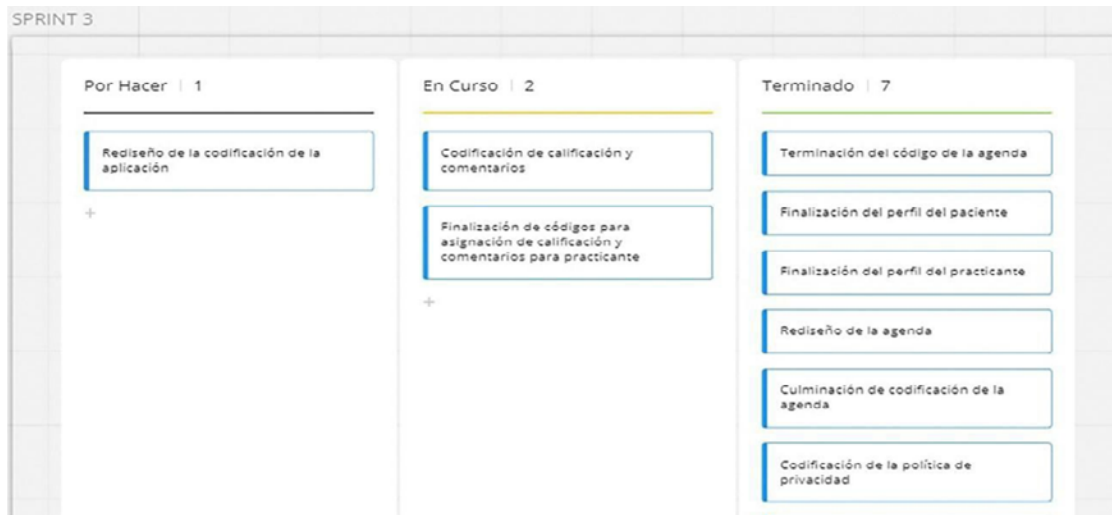 SPRINT 3
Por Hacer | 1
Rediseño de la codificación de la
aplicación
+
En Curso | 2
Codificación de calificación y
comentarios
Finalización de códigos para
asignación de calificación y
comentarios para practicante
+
Terminado | 7
Terminación del código de la agenda
Finalización del perfil del paciente
Finalización del perfil del practicante
Rediseño de la agenda
Culminación de codificación de la
agenda
Codificación de la política de
privacidad